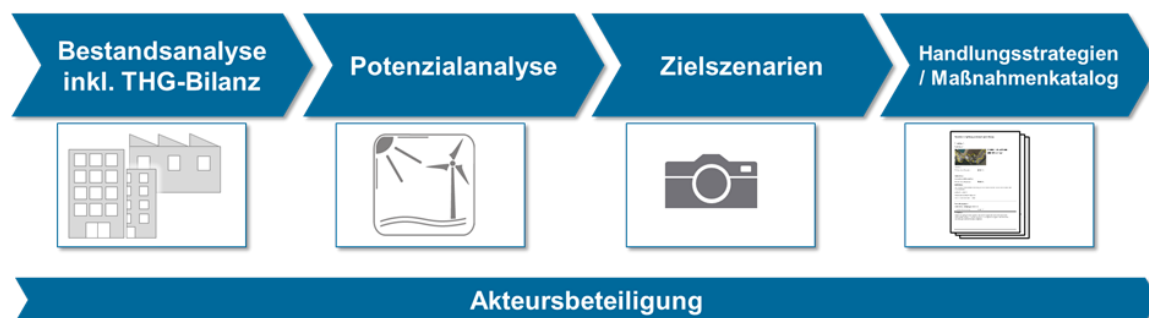 Bestandsanalyse
inkl. THG-Bilanz
Potenzialanalyse
Zielszenarien
Handlungsstrategien
/ Maßnahmenkatalog
Akteursbeteiligung